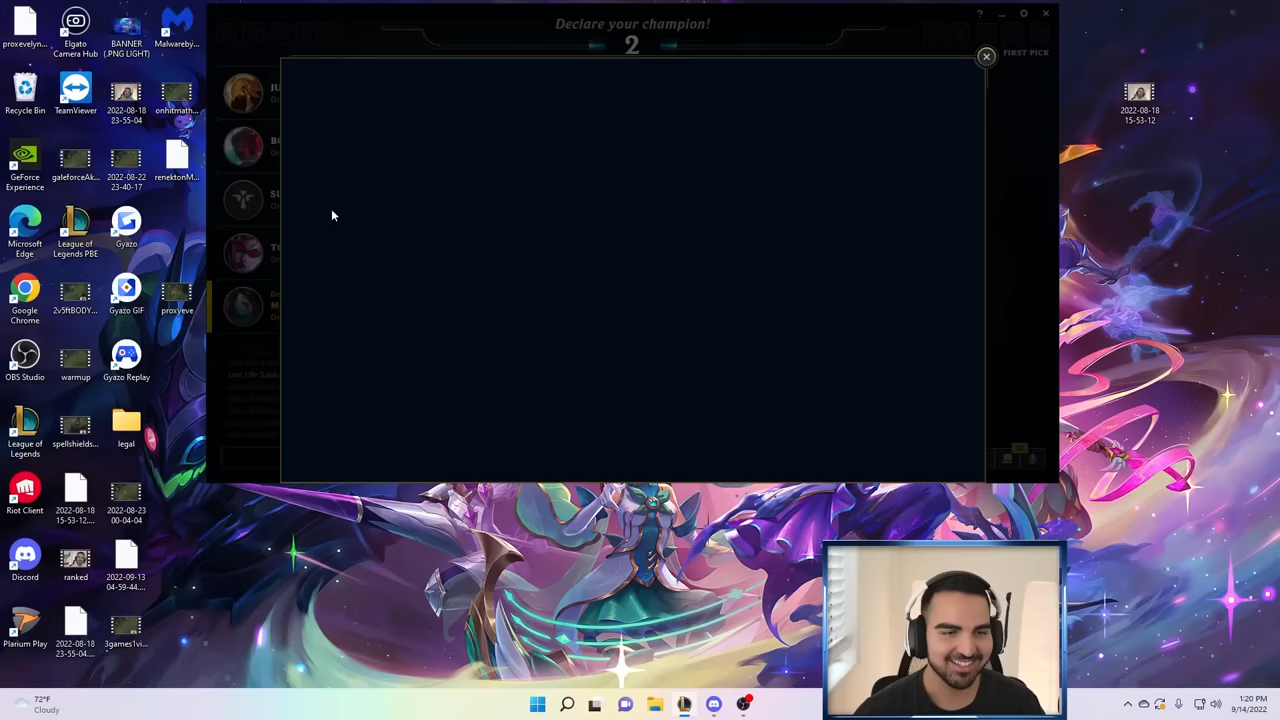 Declare your champion!
2
FIRST PICK
JU
BO
SU
TO
proxevelyn...
Elgato
Camera Hub
BANNER
(.PNG LIGHT)
Malwareby...
Recycle Bin
TeamViewer
2022-08-18
23-55-04
onhitmath...
GeForce
Experience
galeforceAk...
2022-08-22
23-40-17
renektonM...
Microsoft
Edge
League of
Legends PBE
Gyazo
Google
Chrome
2v5ftBODY...
Gyazo GIF
proxyeve
OBS Studio
warmup
Gyazo Replay
League of
Legends
spellshields...
legal
Riot Client
2022-08-18
15-53-12....
2022-08-23
00-04-04
Discord
ranked
2022-09-13
04-59-44....
Plarium Play
2022-08-18
23-55-04....
3games1vi...
2022-08-18
15-53-12
72°F
Cloudy
:20 PM
9/14/2022